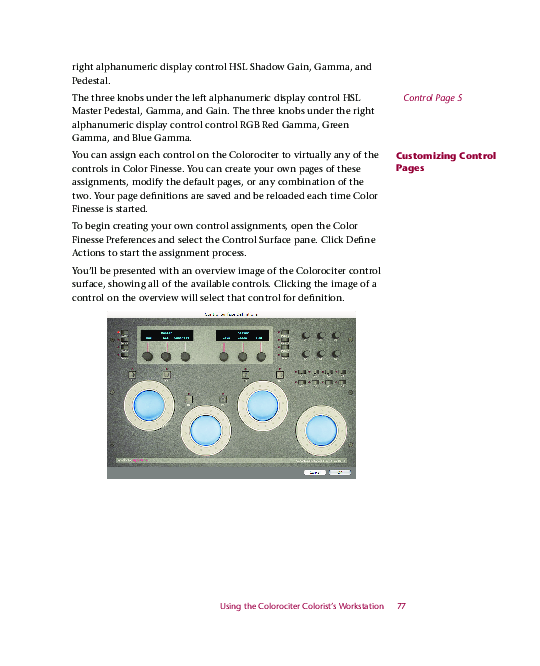 right alphanumeric display control HSL Shadow Gain, Gamma, and
Pedestal.
Control Page S
The three knobs under the left alphanumeric display control HSL
Master Pedestal, Gamma, and Gain. The three knobs under the right
alphanumeric display control control RGB Red Gamma, Green
Gamma, and Blue Gamma.
Customizing Control
Pages
You can assign each control on the Colorociter to virtually any of the
controls in Color Finesse. You can create your own pages of these
assignments, modify the default pages, or any combination of the
two. Your page definitions are saved and be reloaded each time Color
Finesse is started.
To begin creating your own control assignments, open the Color
Finesse Preferences and select the Control Surface pane. Click Define
Actions to start the assignment process.
You’ll be presented with an overview image of the Colorociter control
surface, showing all of the available controls. Clicking the image of a
control on the overview will select that control for definition.
Using the Colorociter Colorist’s Workstation 77